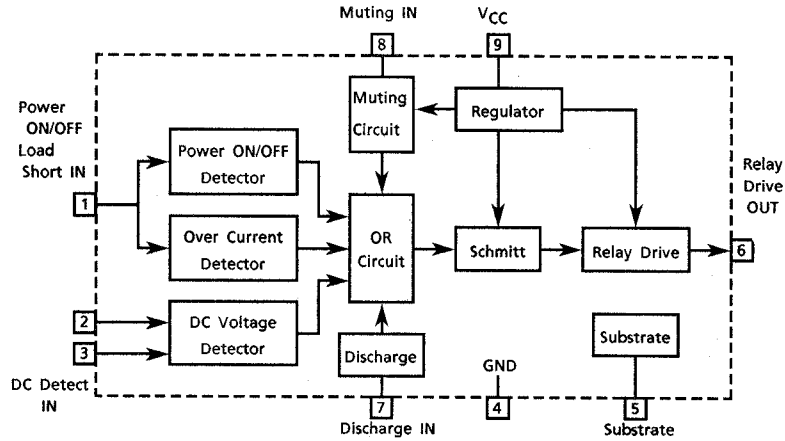 Muting IN
VCC
8
9
Power
ON/OFF
Load
Short IN
Muting
Circuit
Regulator
Power ON/OFF
Detector
1
Relay
Drive
OUT
OR
Circuit
Over Current
Detector
Schmitt
Relay Drive
6
2
DC Voltage
Detector
3
Substrate
Discharge
GND
DC Detect
IN
7
4
5
Discharge IN
Substrate